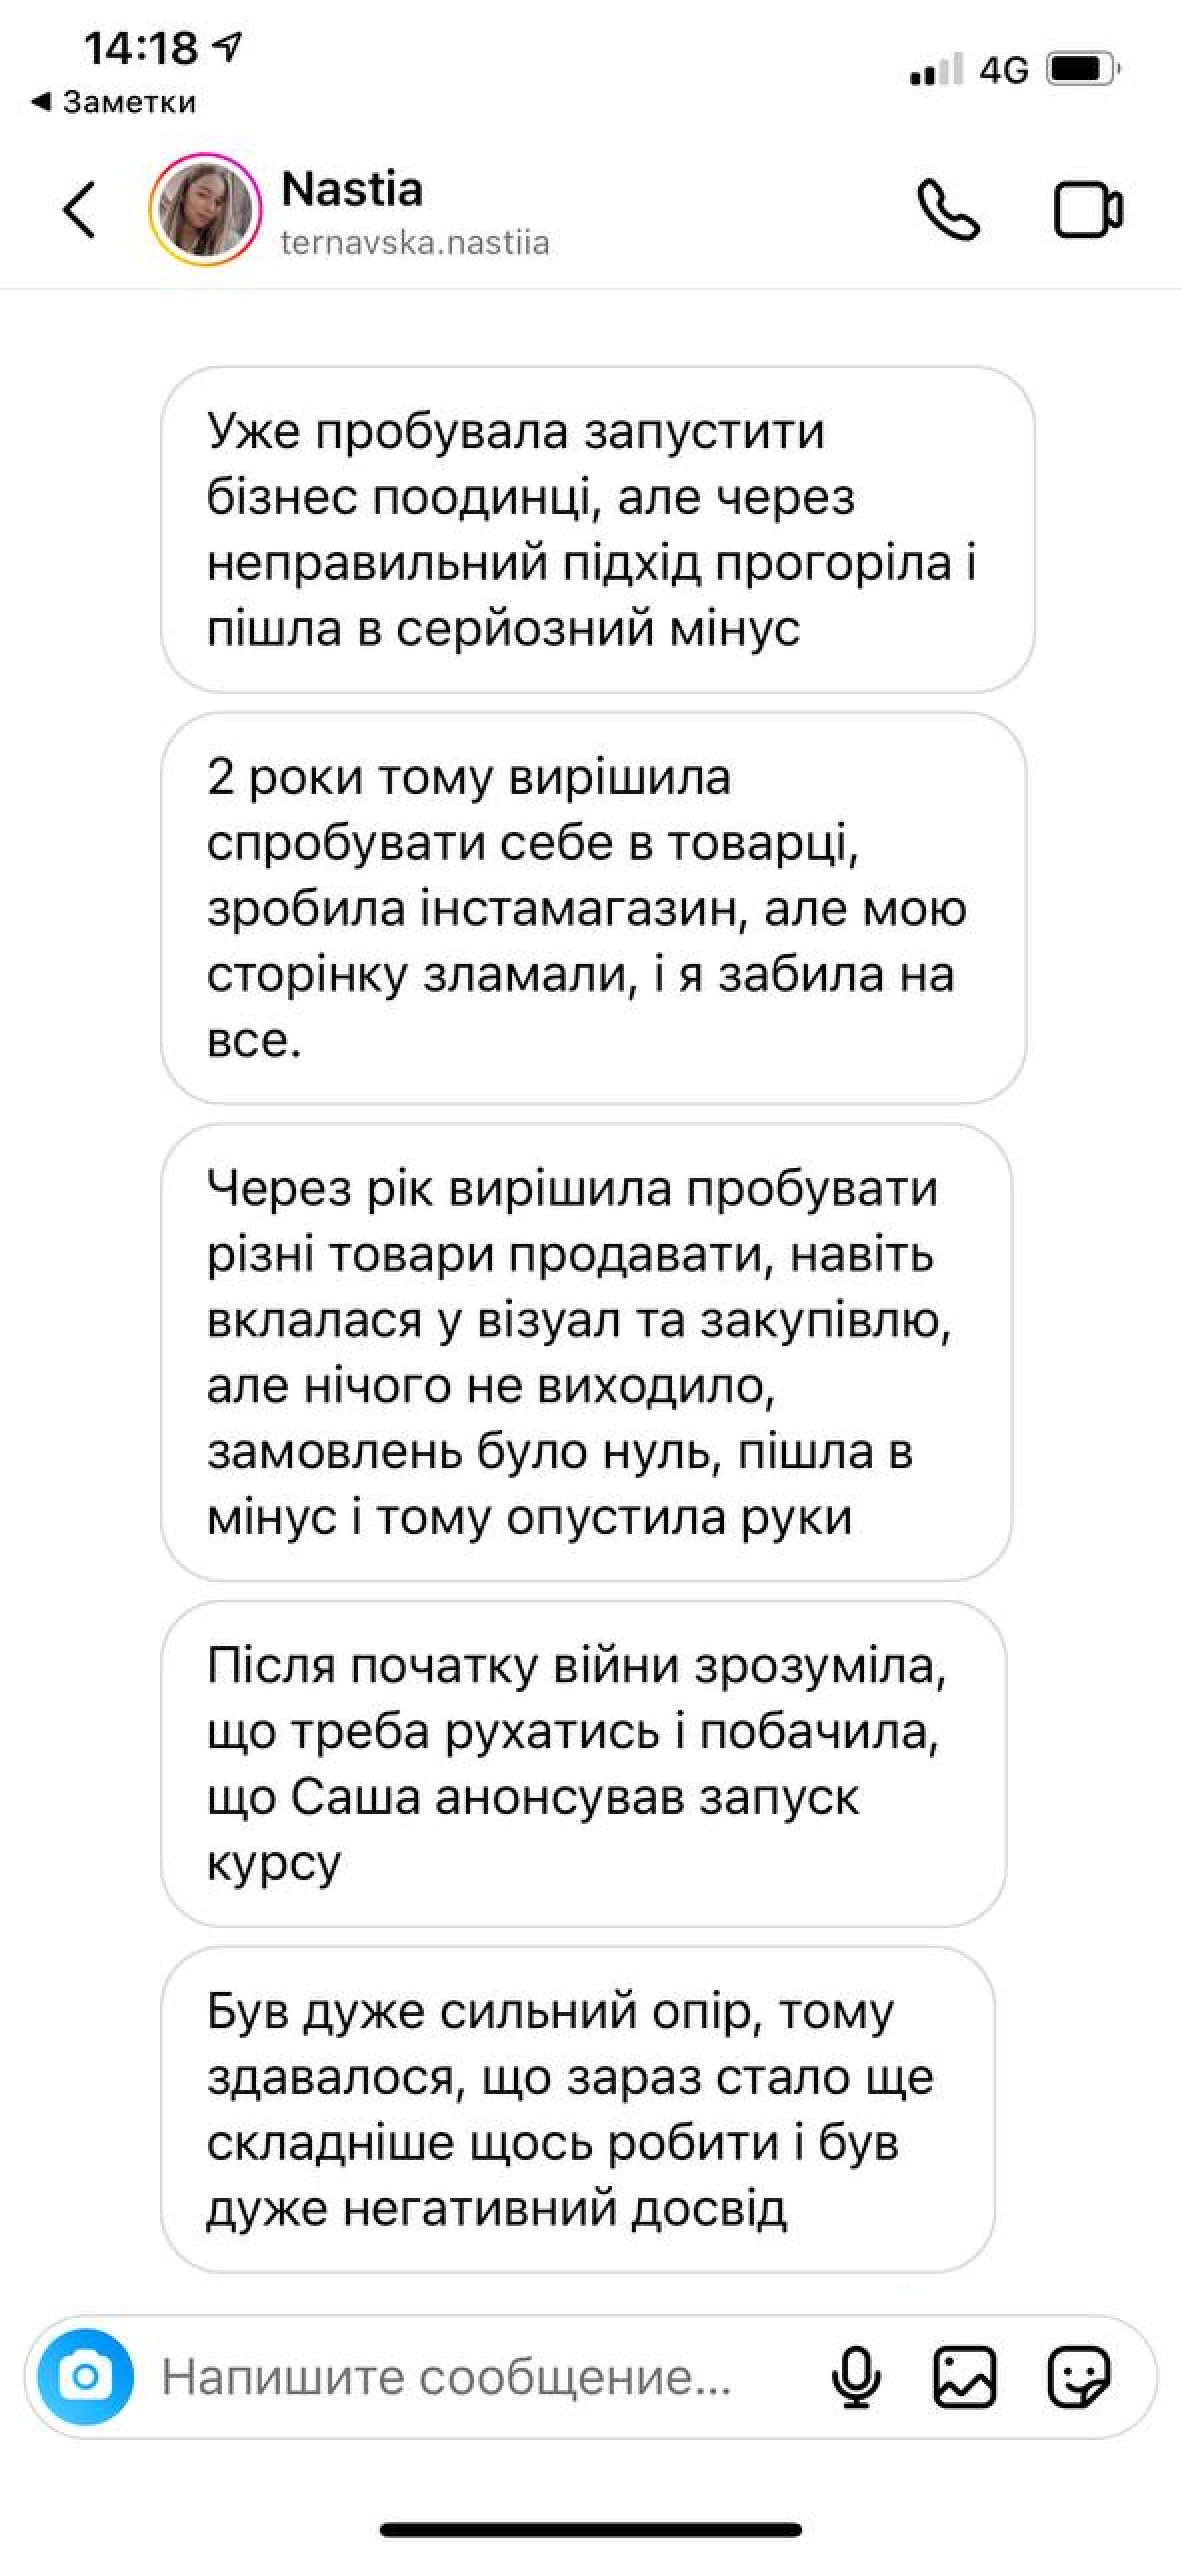 14:18
4G
◀ Заметки
Nastia
ternavska.nastiia
Уже пробувала запустити
бізнес поодинці, але через
неправильний підхід прогоріла і
пішла в серйозний мінус
2 роки тому вирішила
спробувати себе в товарці,
зробила інстамагазин, але мою
сторінку зламали, і я забила на
все.
Через рік вирішила пробувати
різні товари продавати, навіть
вклалася у візуал та закупівлю,
але нічого не виходило,
замовлень було нуль, пішла в
мінус і тому опустила руки
Після початку війни зрозуміла,
що треба рухатись і побачила,
що Саша анонсував запуск
курсу
Був дуже сильний опір, тому
здавалося, що зараз стало ще
складніше щось робити і був
дуже негативний досвід
Напишите сообщение...